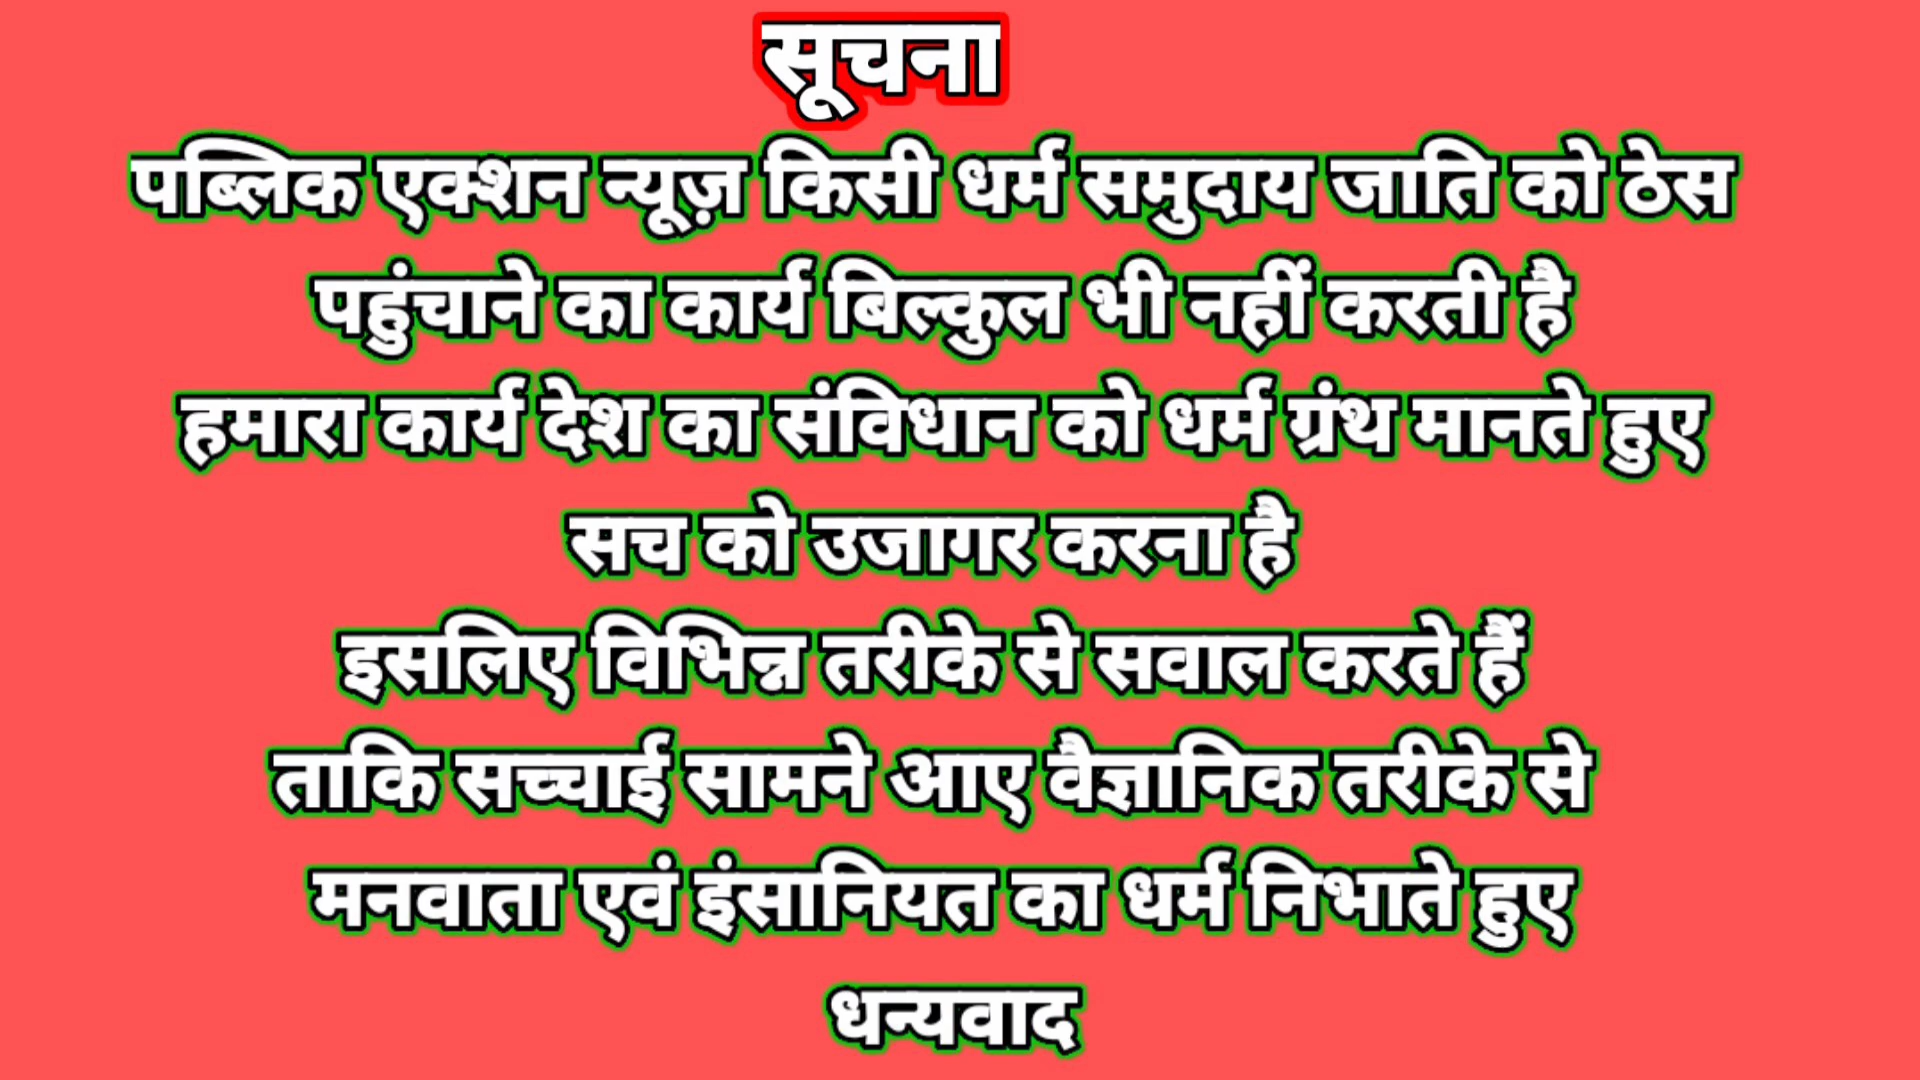 सूचना
पब्लिक एक्शन न्यूज़ किसी धर्म समुदाय जाति को ठेस
पहुंचाने का कार्य बिल्कुल भी नहीं करती है
हमारा कार्य देश का संविधान को धर्म ग्रंथ मानते हुए
सच को उजागर करना है
इसलिए विभिन्न तरीके से सवाल करते हैं
ताकि सच्चाई सामने आए वैज्ञानिक तरीके से
मनवाता एवं इंसानियत का धर्म निभाते हुए
धन्यवाद